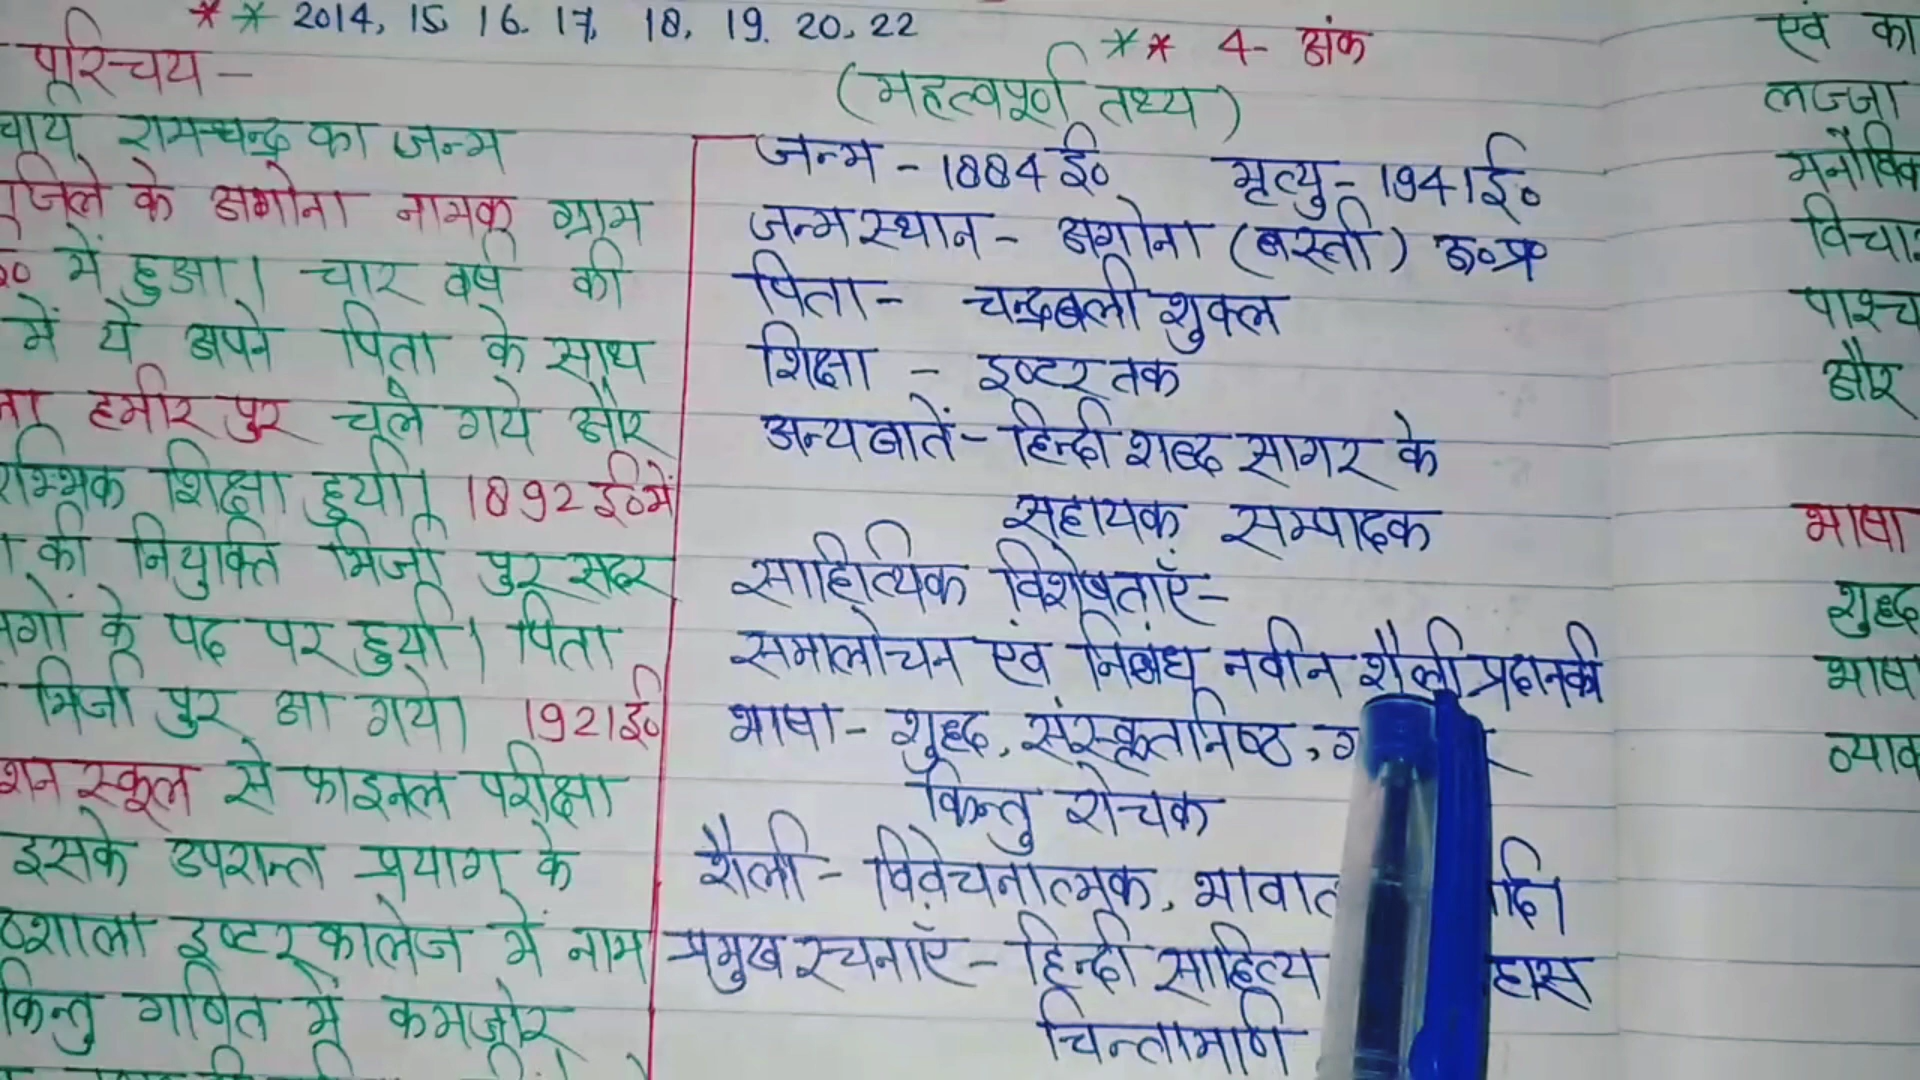 ** 2014, 15, 16. 17, 18, 19. 20. 22
** 4- अंक
परिचय -
रामचन्द्र का जन्म
जिले के अगोना नामक ग्राम
में हुआ। चार वर्ष की
में ये अपने पिता के साथ
हमीरपुर चले गये और
शिक्षा हुयी। 1892 ई० में
की नियुक्ति मिर्जापुर सदर
के पद पर हुयी। पिता
मिर्जापुर आ गये। 1921 ई०
स्कूल से फाइनल परीक्षा
इसके उपरान्त प्रयाग के
इण्टर कालेज में नाम
किन्तु गणित में कमजोर
(महत्वपूर्ण तथ्य)
जन्म - 1884 ई० मृत्यु - 1941 ई०
जन्म स्थान - अगोना (बस्ती) उ०प्र०
पिता - चन्द्रबली शुक्ल
शिक्षा - इण्टर तक
अन्य बातें - हिन्दी शब्द सागर के
सहायक सम्पादक
साहित्यिक विशेषताएँ -
समालोचन एवं निबंध नवीन शैली प्रदान की
भाषा - शुद्ध, संस्कृतनिष्ठ,
किन्तु रोचक
शैली - विवेचनात्मक,
प्रमुख रचनाएँ - हिन्दी साहित्य
चिन्तामणि
एवं का
लज्जा
और
भाषा
शुद्ध
भाषा